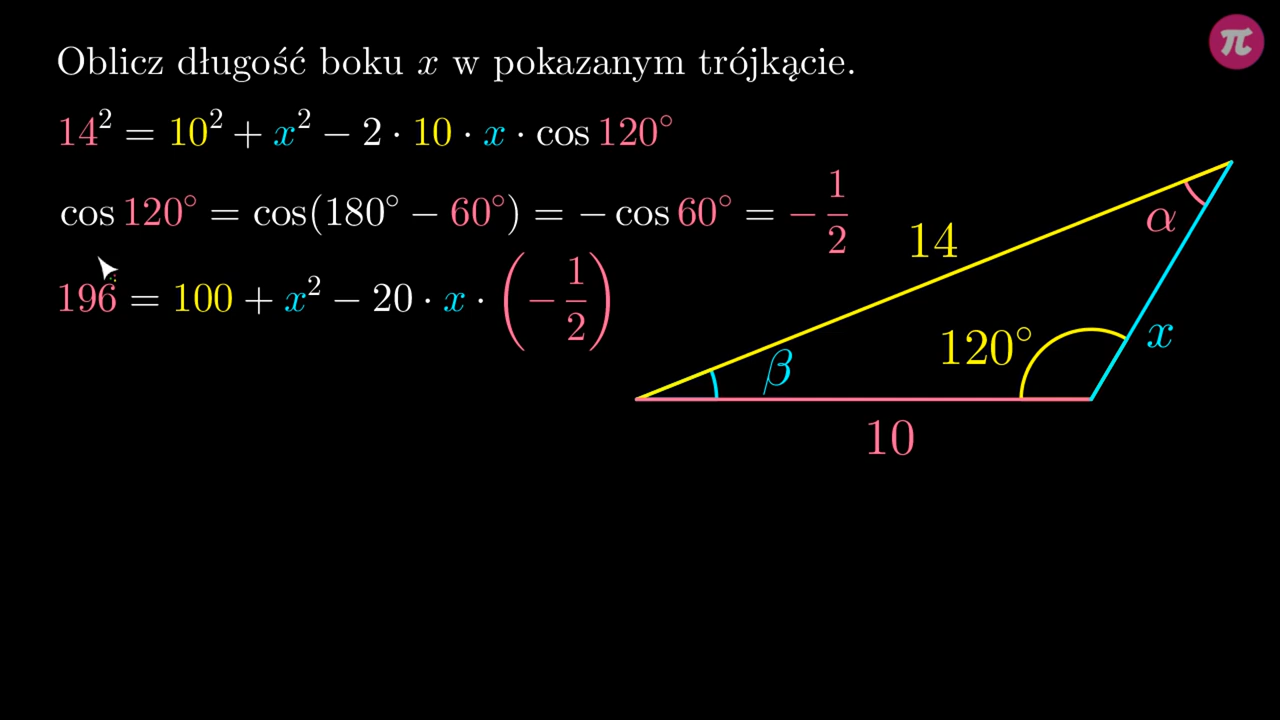 Oblicz długość boku x w pokazanym trójkącie.
14² = 10² + x² − 2 · 10 · x · cos 120°
cos 120° = cos(180° − 60°) = − cos 60° = − 1/2
196 = 100 + x² − 20 · x · (− 1/2)
14
α
x
120°
β
10
π